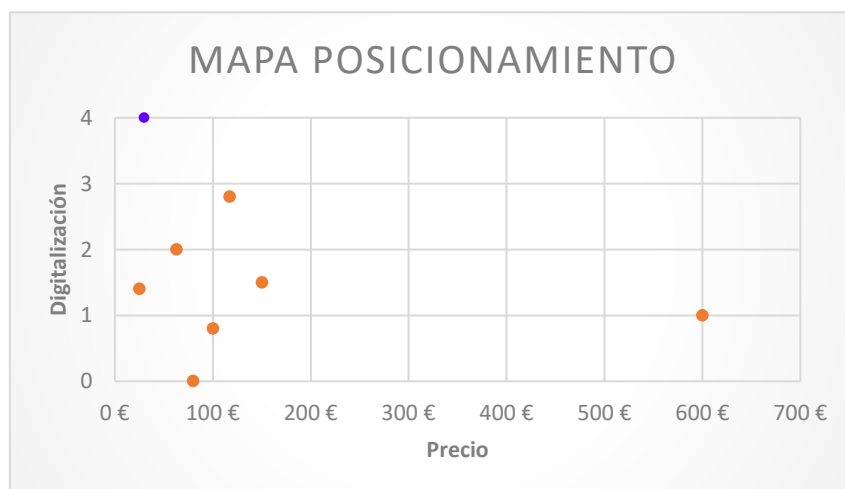 MAPA POSICIONAMIENTO
4
3
2
1
0
Digitalización
0 € 100 € 200 € 300 € 400 € 500 € 600 € 700 €
Precio